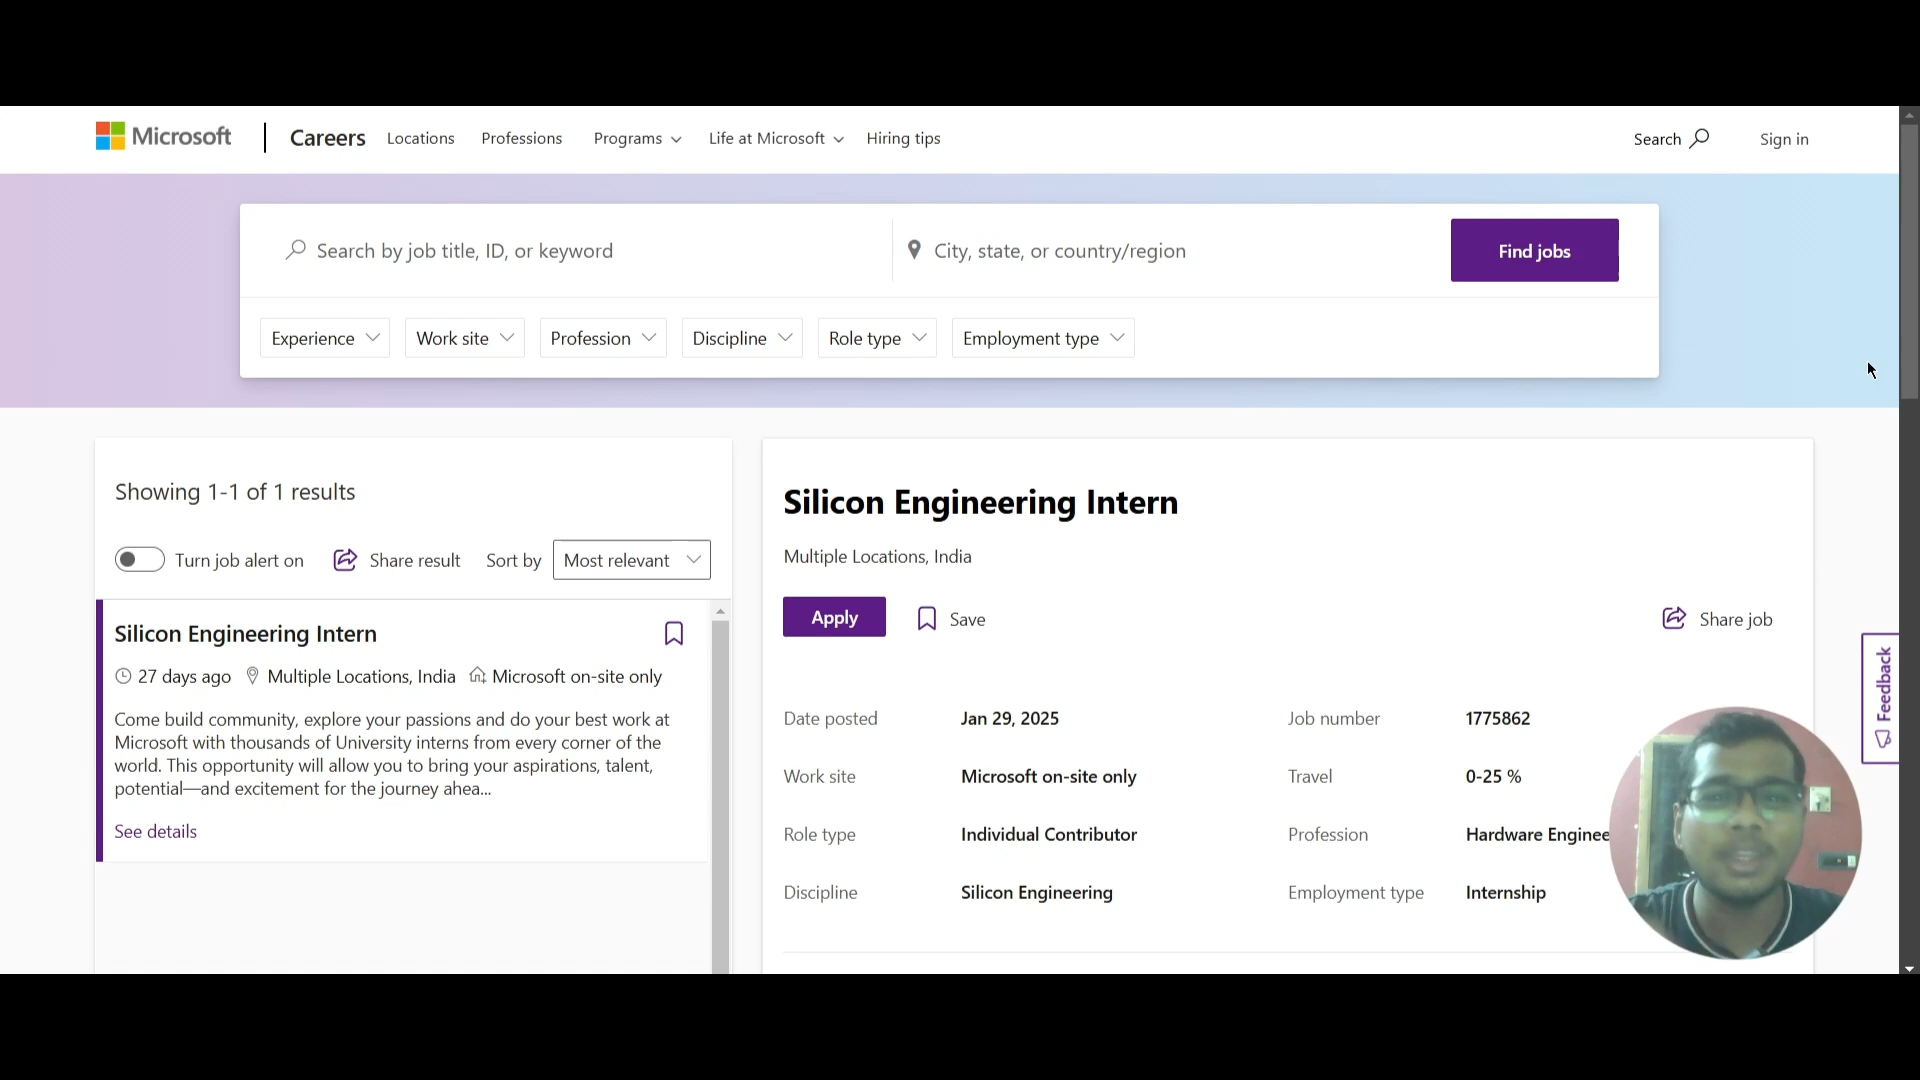 Microsoft
Careers Locations Professions Programs Life at Microsoft Hiring tips Search Sign in
Search by job title, ID, or keyword City, state, or country/region Find jobs
Experience Work site Profession Discipline Role type Employment type
Showing 1-1 of 1 results
Turn job alert on Share result Sort by Most relevant
Silicon Engineering Intern
27 days ago Multiple Locations, India Microsoft on-site only
Come build community, explore your passions and do your best work at
Microsoft with thousands of University interns from every corner of the
world. This opportunity will allow you to bring your aspirations, talent,
potential—and excitement for the journey ahea...
See details
Silicon Engineering Intern
Multiple Locations, India
Apply Save Share job
Date posted Jan 29, 2025 Job number 1775862
Work site Microsoft on-site only Travel 0-25 %
Role type Individual Contributor Profession Hardware Enginee
Discipline Silicon Engineering Employment type Internship
Feedback